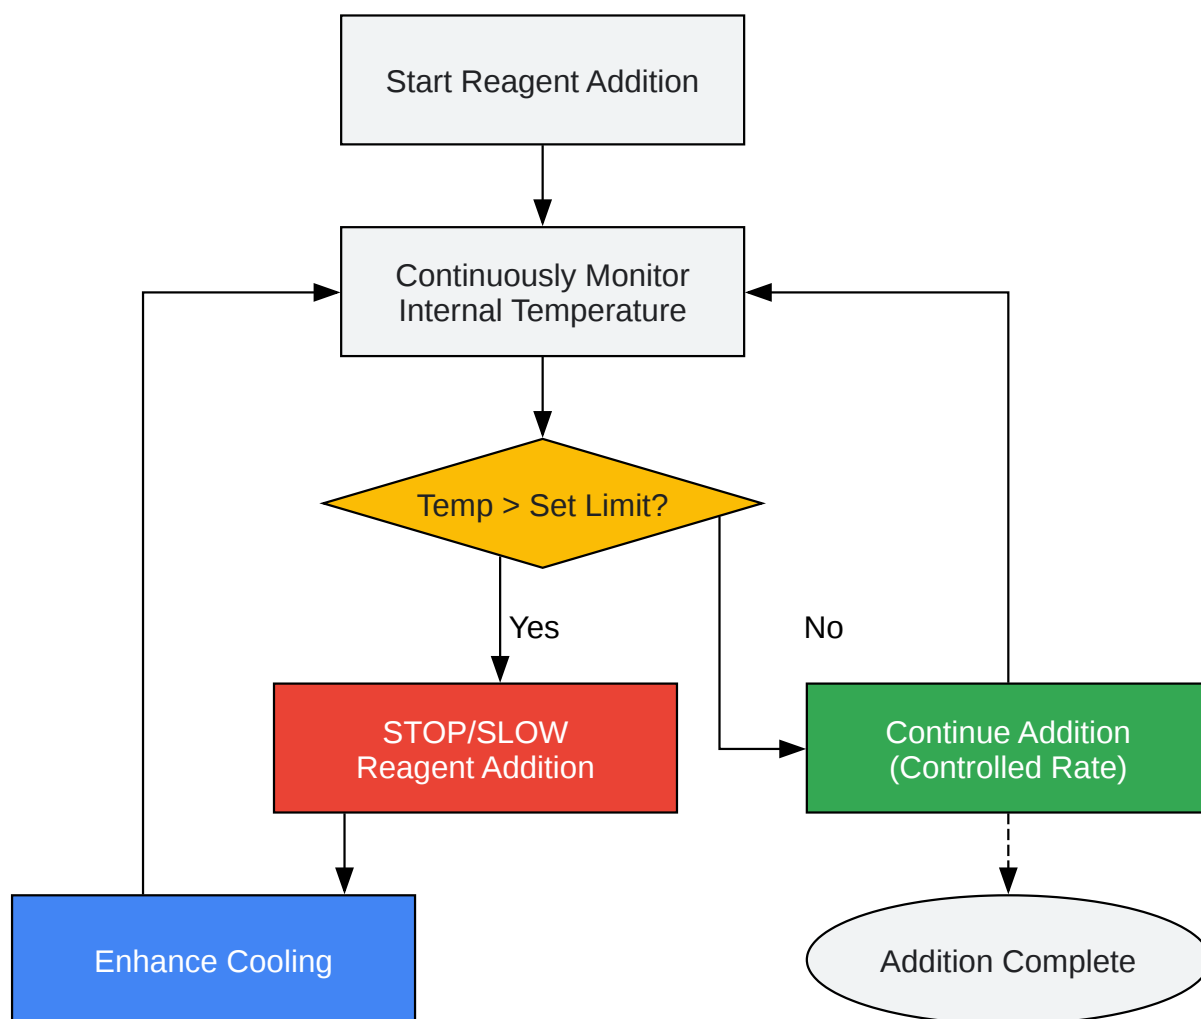 Start Reagent Addition
Continuously Monitor
Internal Temperature
Temp > Set Limit?
Yes
No
STOP/SLOW
Reagent Addition
Continue Addition
(Controlled Rate)
Enhance Cooling
Addition Complete